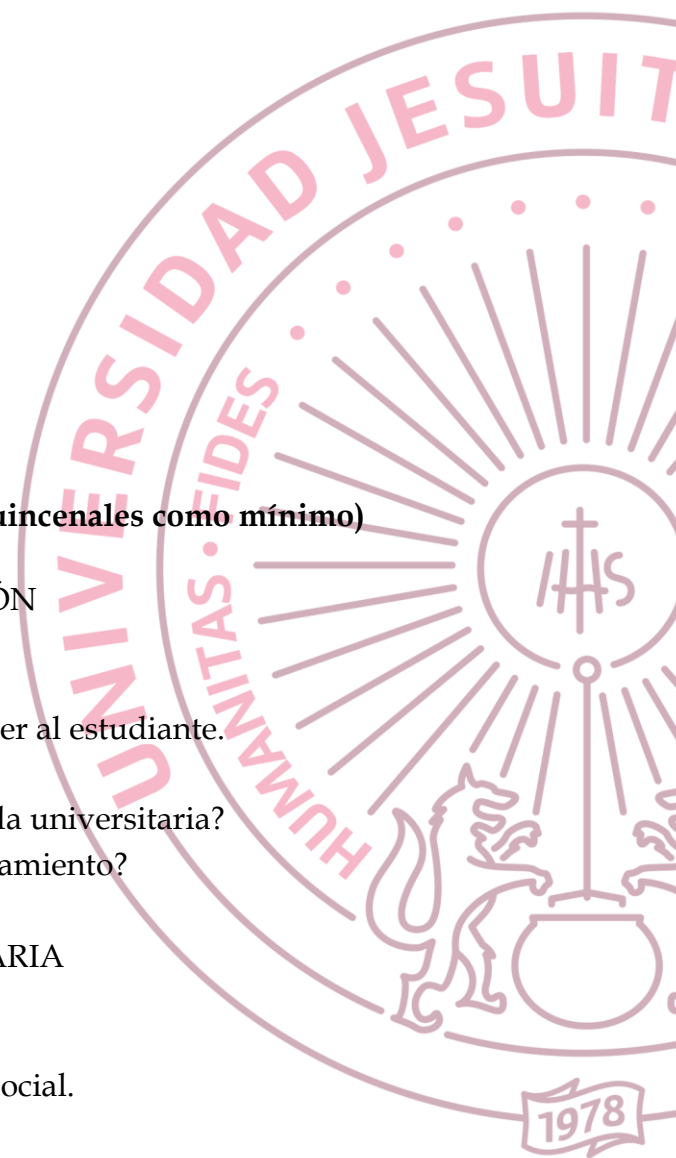 UNIVERSIDAD JESUIT
HUMANITAS • FIDES
uincenales como mínimo)
ÓN
er al estudiante.
la universitaria?
amiento?
ARIA
ocial.
IHS
1978